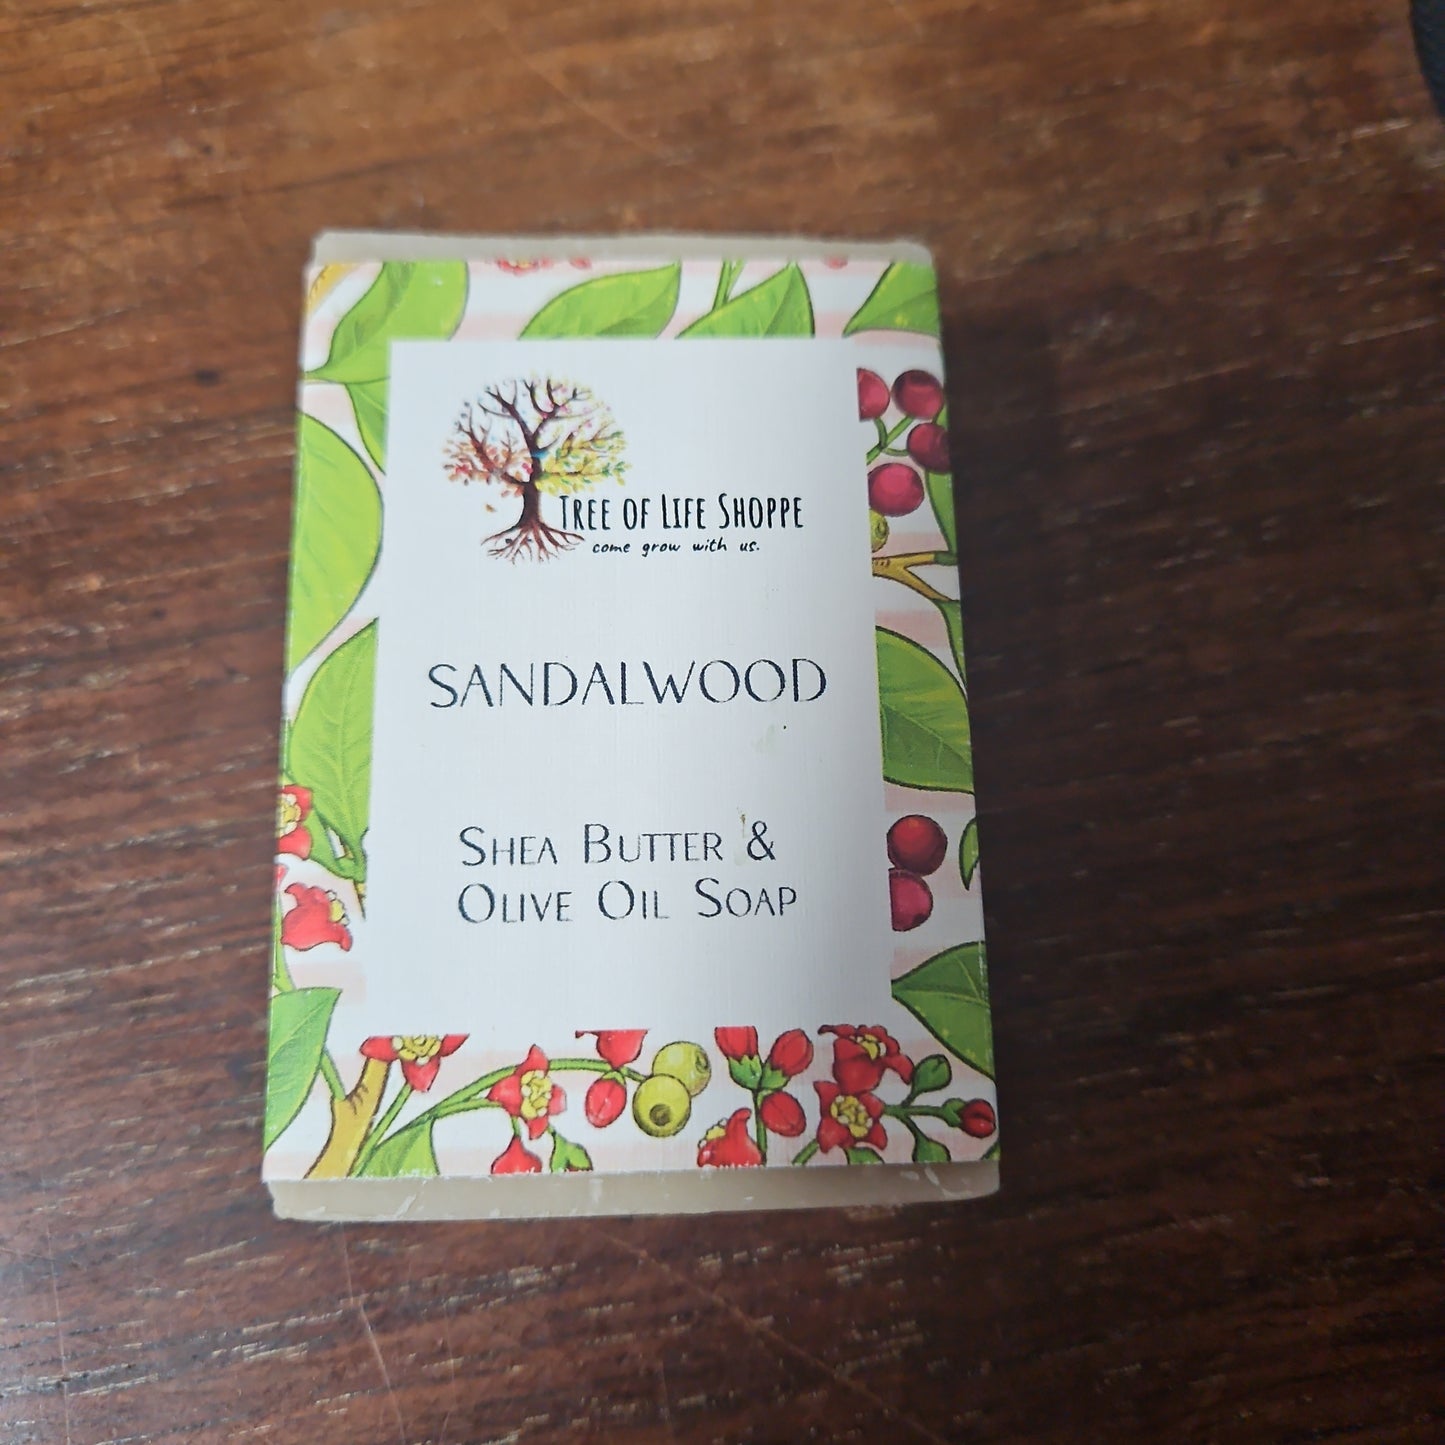 TREE OF LIFE SHOPPE
come grow with us.
SANDALWOOD
SHEA BUTTER &
OLIVE OIL SOAP